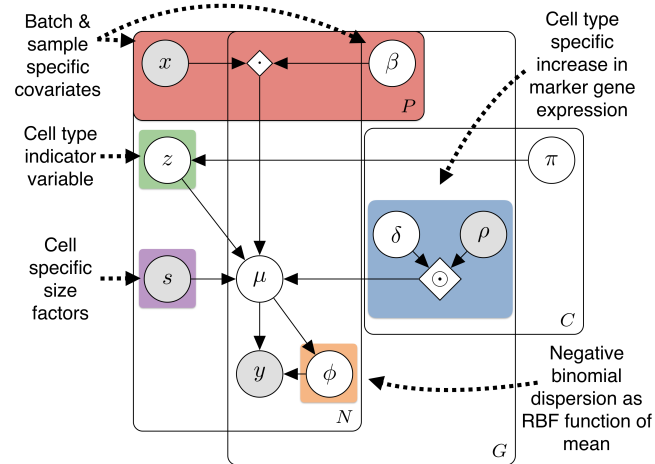 Batch &
sample
specific
covariates
Cell type
specific
increase in
marker gene
expression
x
·
β
P
Cell type
indicator
variable
z
π
δ
ρ
⊙
Cell
specific
size
factors
s
μ
C
y
ϕ
N
G
Negative
binomial
dispersion as
RBF function of
mean